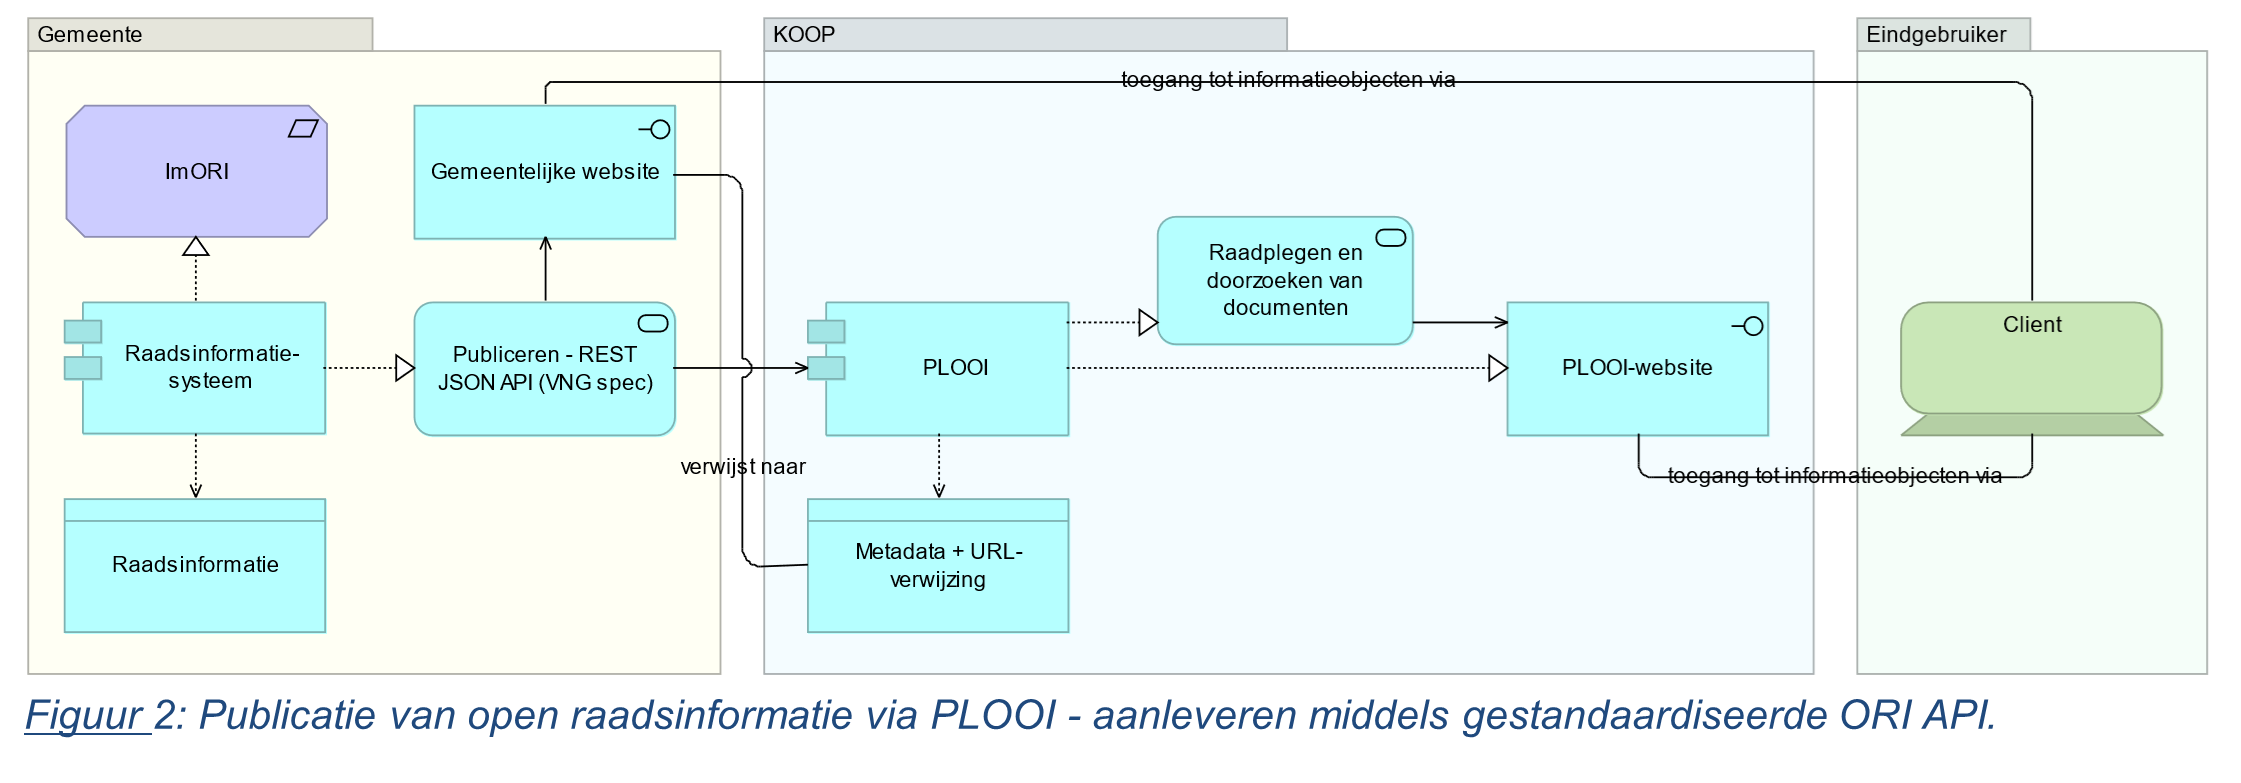 Gemeente
KOOP
Eindgebruiker
toegang tot informatieobjecten via
ImORI
Gemeentelijke website
Raadplegen en
doorzoeken van
documenten
Client
Raadsinformatie-
systeem
Publiceren - REST
JSON API (VNG spec)
PLOOI
PLOOI-website
verwijst naar
toegang tot informatieobjecten via
Raadsinformatie
Metadata + URL-
verwijzing
Figuur 2: Publicatie van open raadsinformatie via PLOOI - aanleveren middels gestandaardiseerde ORI API.